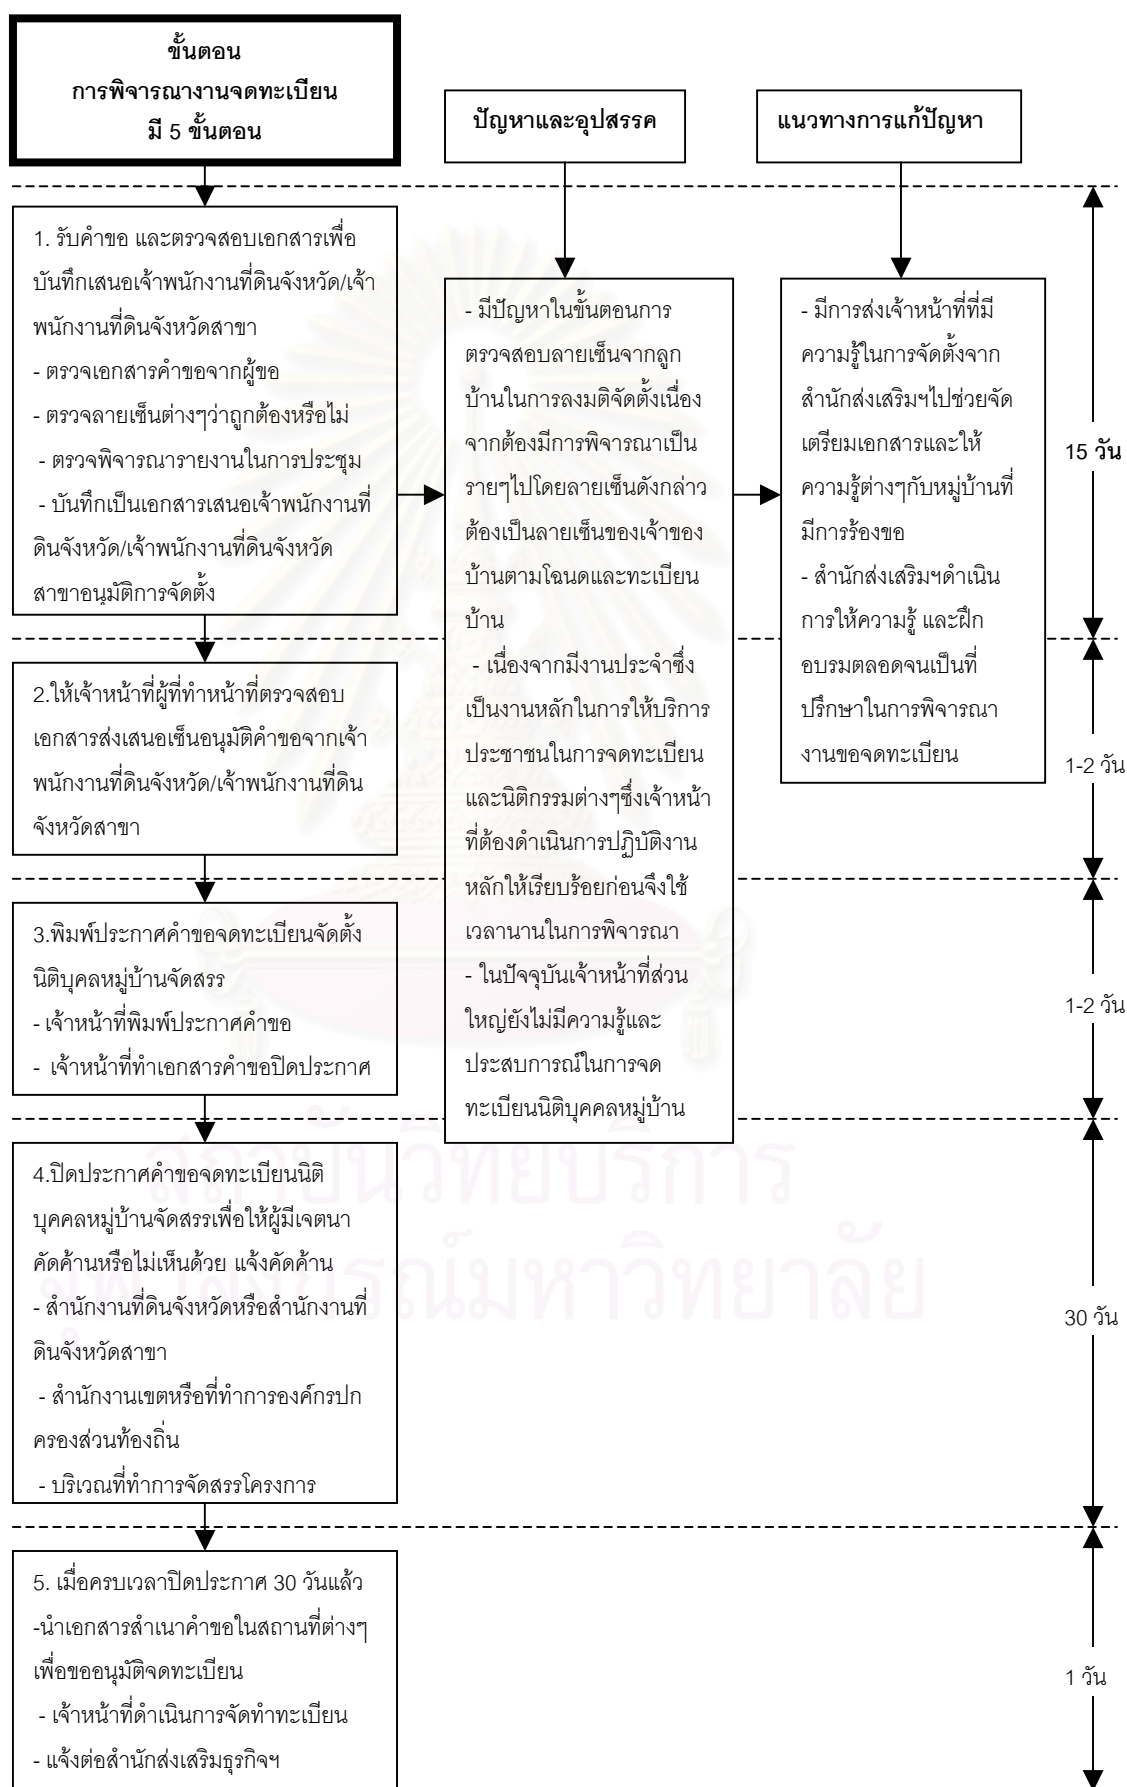 ขั้นตอน
การพิจารณางานจดทะเบียน
มี 5 ขั้นตอน
ปัญหาและอุปสรรค
แนวทางการแก้ปัญหา
1. รับคำขอ และตรวจสอบเอกสารเพื่อ
บันทึกเสนอเจ้าพนักงานที่ดินจังหวัด/เจ้า
พนักงานที่ดินจังหวัดสาขา
- ตรวจเอกสารคำขอจากผู้ขอ
- ตรวจลายเซ็นต่างๆว่าถูกต้องหรือไม่
- ตรวจพิจารณารายงานในการประชุม
- บันทึกเป็นเอกสารเสนอเจ้าพนักงานที่
ดินจังหวัด/เจ้าพนักงานที่ดินจังหวัด
สาขาอนุมัติการจัดตั้ง
- มีปัญหาในขั้นตอนการ
ตรวจสอบลายเซ็นจากลูก
บ้านในการลงมติจัดตั้งเนื่อง
จากต้องมีการพิจารณาเป็น
รายๆไปโดยลายเซ็นดังกล่าว
ต้องเป็นลายเซ็นของเจ้าของ
บ้านตามโฉนดและทะเบียน
บ้าน
- เนื่องจากมีงานประจำซึ่ง
เป็นงานหลักในการให้บริการ
ประชาชนในการจดทะเบียน
และนิติกรรมต่างๆซึ่งเจ้าหน้า
ที่ต้องดำเนินการปฏิบัติงาน
หลักให้เรียบร้อยก่อนจึงใช้
เวลานานในการพิจารณา
- ในปัจจุบันเจ้าหน้าที่ส่วน
ใหญ่ยังไม่มีความรู้และ
ประสบการณ์ในการจด
ทะเบียนนิติบุคคลหมู่บ้าน
- มีการส่งเจ้าหน้าที่ที่มี
ความรู้ในการจัดตั้งจาก
สำนักส่งเสริมฯไปช่วยจัด
เตรียมเอกสารและให้
ความรู้ต่างๆกับหมู่บ้านที่
มีการร้องขอ
- สำนักส่งเสริมฯดำเนิน
การให้ความรู้ และฝึก
อบรมตลอดจนเป็นที่
ปรึกษาในการพิจารณา
งานขอจดทะเบียน
15 วัน
2.ให้เจ้าหน้าที่ผู้ที่ทำหน้าที่ตรวจสอบ
เอกสารส่งเสนอเซ็นอนุมัติคำขอจากเจ้า
พนักงานที่ดินจังหวัด/เจ้าพนักงานที่ดิน
จังหวัดสาขา
1-2 วัน
3.พิมพ์ประกาศคำขอจดทะเบียนจัดตั้ง
นิติบุคลหมู่บ้านจัดสรร
- เจ้าหน้าที่พิมพ์ประกาศคำขอ
- เจ้าหน้าที่ทำเอกสารคำขอปิดประกาศ
1-2 วัน
4.ปิดประกาศคำขอจดทะเบียนนิติ
บุคคลหมู่บ้านจัดสรรเพื่อให้ผู้มีเจตนา
คัดค้านหรือไม่เห็นด้วย แจ้งคัดค้าน
- สำนักงานที่ดินจังหวัดหรือสำนักงานที่
ดินจังหวัดสาขา
- สำนักงานเขตหรือที่ทำการองค์กรปก
ครองส่วนท้องถิ่น
- บริเวณที่ทำการจัดสรรโครงการ
30 วัน
5. เมื่อครบเวลาปิดประกาศ 30 วันแล้ว
-นำเอกสารสำเนาคำขอในสถานที่ต่างๆ
เพื่อขออนุมัติจดทะเบียน
- เจ้าหน้าที่ดำเนินการจัดทำทะเบียน
- แจ้งต่อสำนักส่งเสริมธุรกิจฯ
1 วัน
สถาบันวิทยบริการ
จุฬาลงกรณ์มหาวิทยาลัย